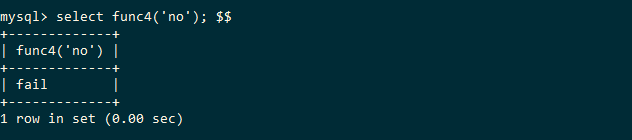 mysql> select func4('no'); $$
+-------------+
| func4('no') |
+-------------+
| fail        |
+-------------+
1 row in set (0.00 sec)